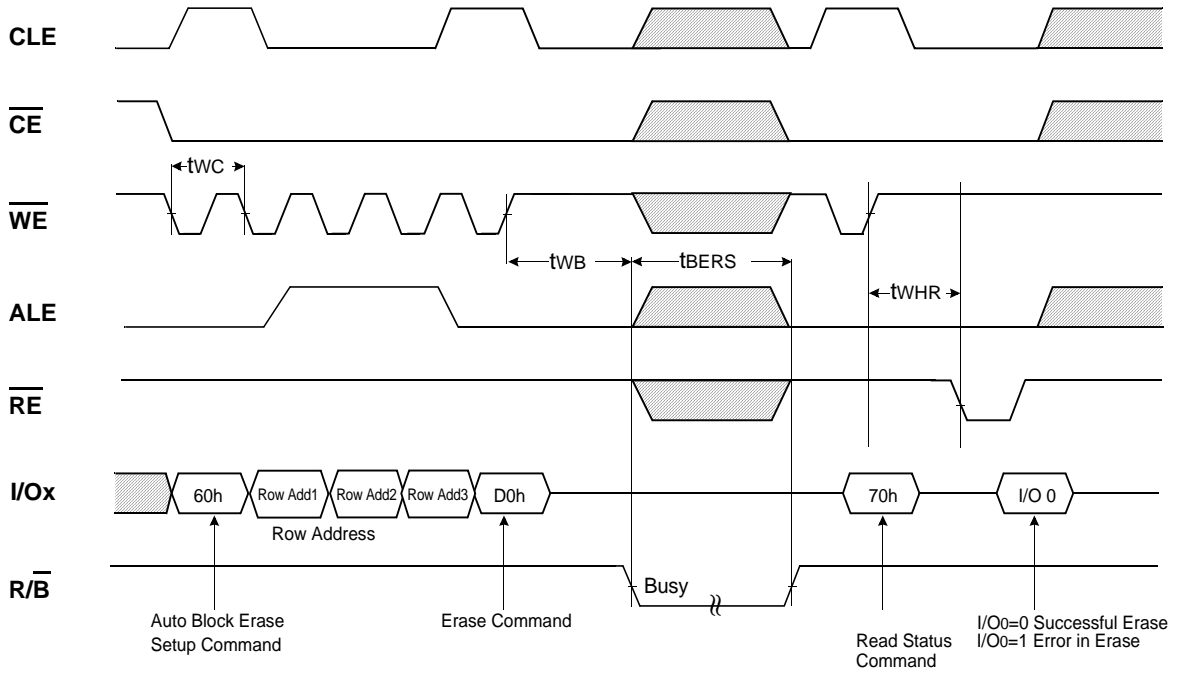 CLE
CE
tWC
WE
tWB
tBERS
tWHR
ALE
RE
I/Ox
60h
Row Add1
Row Add2
Row Add3
D0h
70h
I/O 0
Row Address
R/B
Busy
Auto Block Erase
Setup Command
Erase Command
Read Status
Command
I/O0=0 Successful Erase
I/O0=1 Error in Erase